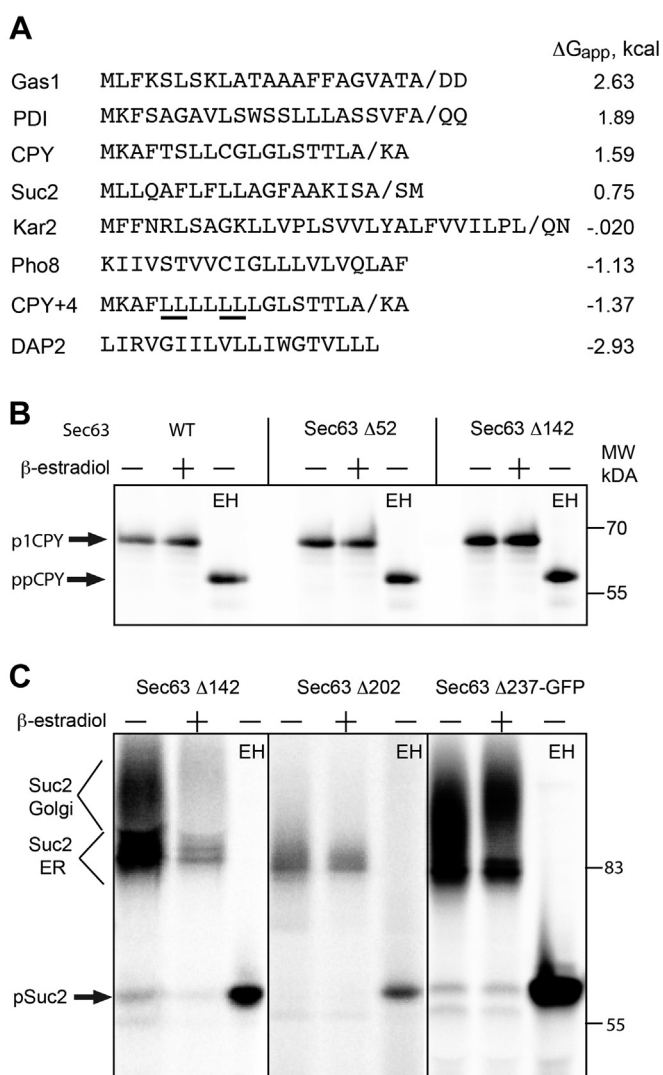 A
ΔGapp, kcal
Gas1 MLFKSLSKLATAAAFFAGVATA/DD 2.63
PDI MKFSAGAVLSWSSLLLASSVFA/QQ 1.89
CPY MKAFTSLLCGLGLSTTLA/KA 1.59
Suc2 MLLQAFLFLLAGFAAKISA/SM 0.75
Kar2 MFFNRLSAGKLLVPLSVVLYALFVVILPL/QN -.020
Pho8 KIIVSTVVCIGLLLVLVQLAF -1.13
CPY+4 MKAFLLLLLLLGLSTTLA/KA -1.37
DAP2 LIRVGIILVLLIWGTVLLL -2.93
B
Sec63 WT Sec63 Δ52 Sec63 Δ142
β-estradiol — + — — + — — + — MW kDA
EH EH EH
p1CPY 70
ppCPY 55
C
Sec63 Δ142 Sec63 Δ202 Sec63 Δ237-GFP
β-estradiol — + — — + — — + —
EH EH EH
Suc2 Golgi
Suc2 ER 83
pSuc2 55